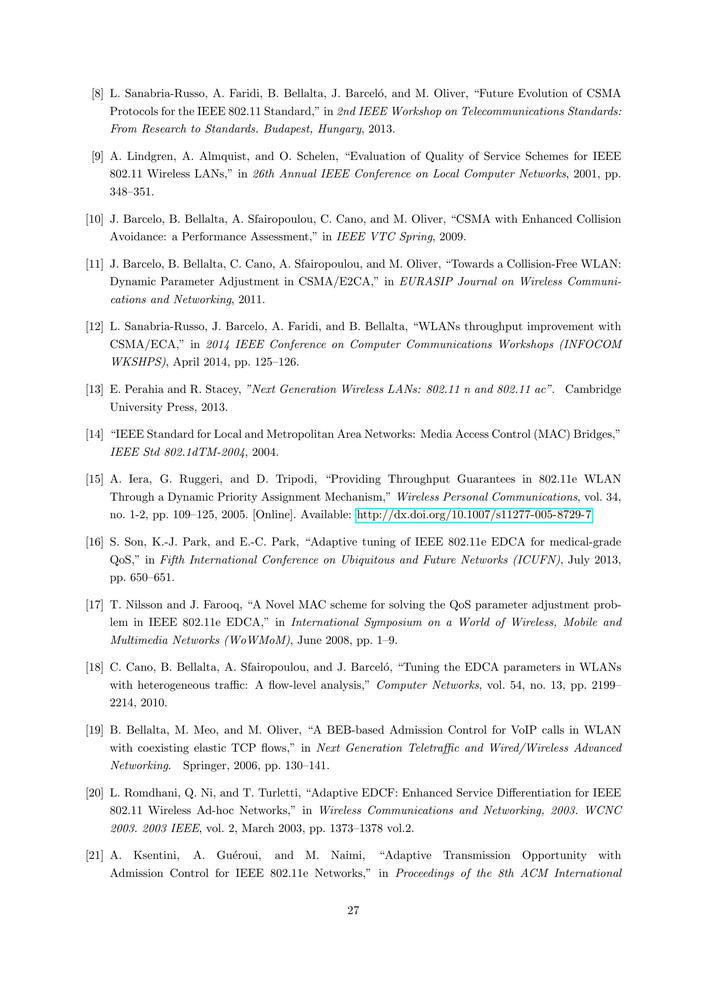 [8] L. Sanabria-Russo, A. Faridi, B. Bellalta, J. Barceló, and M. Oliver, “Future Evolution of CSMA
Protocols for the IEEE 802.11 Standard,” in 2nd IEEE Workshop on Telecommunications Standards:
From Research to Standards. Budapest, Hungary, 2013.
[9] A. Lindgren, A. Almquist, and O. Schelen, “Evaluation of Quality of Service Schemes for IEEE
802.11 Wireless LANs,” in 26th Annual IEEE Conference on Local Computer Networks, 2001, pp.
348–351.
[10] J. Barcelo, B. Bellalta, A. Sfairopoulou, C. Cano, and M. Oliver, “CSMA with Enhanced Collision
Avoidance: a Performance Assessment,” in IEEE VTC Spring, 2009.
[11] J. Barcelo, B. Bellalta, C. Cano, A. Sfairopoulou, and M. Oliver, “Towards a Collision-Free WLAN:
Dynamic Parameter Adjustment in CSMA/E2CA,” in EURASIP Journal on Wireless Communi-
cations and Networking, 2011.
[12] L. Sanabria-Russo, J. Barcelo, A. Faridi, and B. Bellalta, “WLANs throughput improvement with
CSMA/ECA,” in 2014 IEEE Conference on Computer Communications Workshops (INFOCOM
WKSHPS), April 2014, pp. 125–126.
[13] E. Perahia and R. Stacey, ”Next Generation Wireless LANs: 802.11 n and 802.11 ac”. Cambridge
University Press, 2013.
[14] “IEEE Standard for Local and Metropolitan Area Networks: Media Access Control (MAC) Bridges,”
IEEE Std 802.1dTM-2004, 2004.
[15] A. Iera, G. Ruggeri, and D. Tripodi, “Providing Throughput Guarantees in 802.11e WLAN
Through a Dynamic Priority Assignment Mechanism,” Wireless Personal Communications, vol. 34,
no. 1-2, pp. 109–125, 2005. [Online]. Available: http://dx.doi.org/10.1007/s11277-005-8729-7
[16] S. Son, K.-J. Park, and E.-C. Park, “Adaptive tuning of IEEE 802.11e EDCA for medical-grade
QoS,” in Fifth International Conference on Ubiquitous and Future Networks (ICUFN), July 2013,
pp. 650–651.
[17] T. Nilsson and J. Farooq, “A Novel MAC scheme for solving the QoS parameter adjustment prob-
lem in IEEE 802.11e EDCA,” in International Symposium on a World of Wireless, Mobile and
Multimedia Networks (WoWMoM), June 2008, pp. 1–9.
[18] C. Cano, B. Bellalta, A. Sfairopoulou, and J. Barceló, “Tuning the EDCA parameters in WLANs
with heterogeneous traffic: A flow-level analysis,” Computer Networks, vol. 54, no. 13, pp. 2199–
2214, 2010.
[19] B. Bellalta, M. Meo, and M. Oliver, “A BEB-based Admission Control for VoIP calls in WLAN
with coexisting elastic TCP flows,” in Next Generation Teletraffic and Wired/Wireless Advanced
Networking. Springer, 2006, pp. 130–141.
[20] L. Romdhani, Q. Ni, and T. Turletti, “Adaptive EDCF: Enhanced Service Differentiation for IEEE
802.11 Wireless Ad-hoc Networks,” in Wireless Communications and Networking, 2003. WCNC
2003. 2003 IEEE, vol. 2, March 2003, pp. 1373–1378 vol.2.
[21] A. Ksentini, A. Guéroui, and M. Naimi, “Adaptive Transmission Opportunity with
Admission Control for IEEE 802.11e Networks,” in Proceedings of the 8th ACM International
27